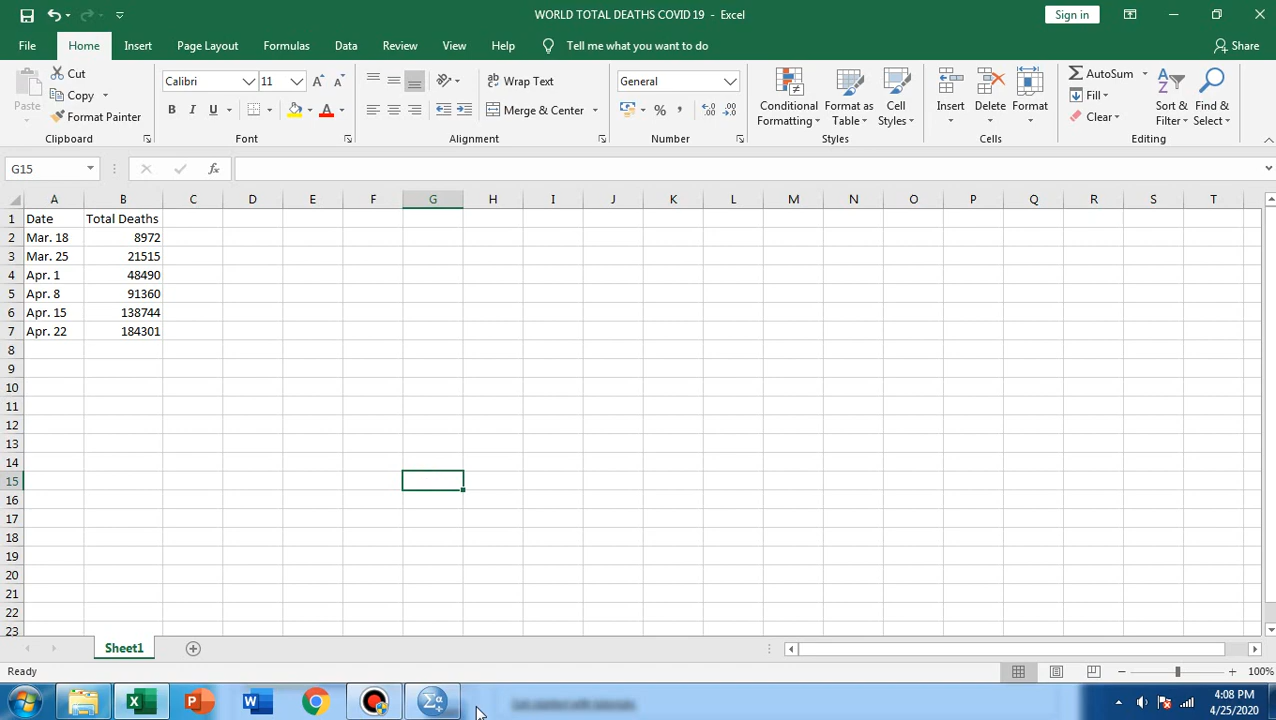 WORLD TOTAL DEATHS COVID 19 - Excel
Sign in
File Home Insert Page Layout Formulas Data Review View Help Tell me what you want to do Share
Paste
Cut
Copy
Format Painter
Clipboard
Calibri 11
B I U
Font
Wrap Text
Merge & Center
Alignment
General
% ,
Number
Conditional Formatting
Format as Table
Cell Styles
Styles
Insert
Delete
Format
Cells
AutoSum
Fill
Clear
Sort & Filter
Find & Select
Editing
G15 fx
A B C D E F G H I J K L M N O P Q R S T
1 Date Total Deaths
2 Mar. 18 8972
3 Mar. 25 21515
4 Apr. 1 48490
5 Apr. 8 91360
6 Apr. 15 138744
7 Apr. 22 184301
8
9
10
11
12
13
14
15
16
17
18
19
20
21
22
23
Sheet1
Ready
100%
4:08 PM
4/25/2020